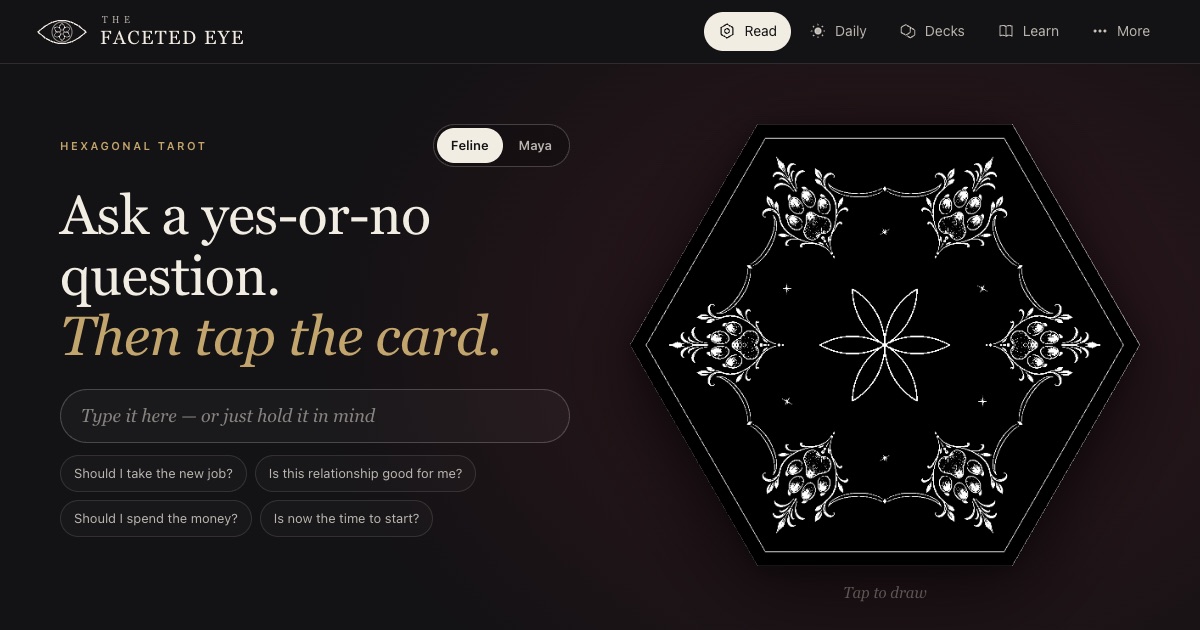 THE
FACETED EYE
Read
Daily
Decks
Learn
More
HEXAGONAL TAROT
Feline
Maya
Ask a yes-or-no
question.
Then tap the card.
Type it here — or just hold it in mind
Should I take the new job?
Is this relationship good for me?
Should I spend the money?
Is now the time to start?
Tap to draw